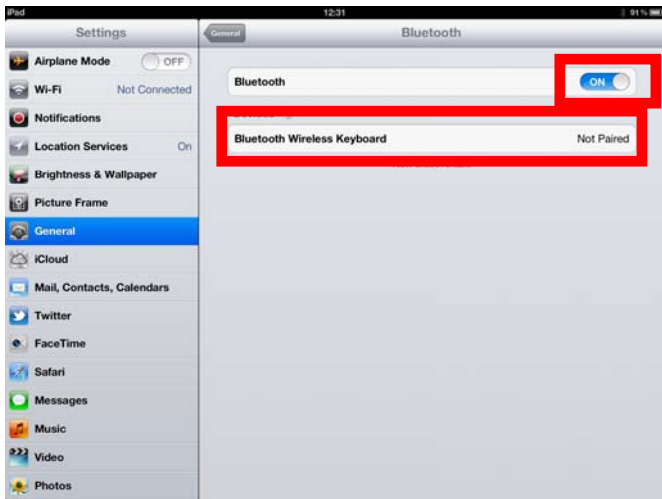 iPad 12:31 91%
Settings
General
Bluetooth
Airplane Mode OFF
Wi-Fi Not Connected
Notifications
Location Services On
Brightness & Wallpaper
Picture Frame
General
iCloud
Mail, Contacts, Calendars
Twitter
FaceTime
Safari
Messages
Music
Video
Photos
Bluetooth ON
Bluetooth Wireless Keyboard Not Paired